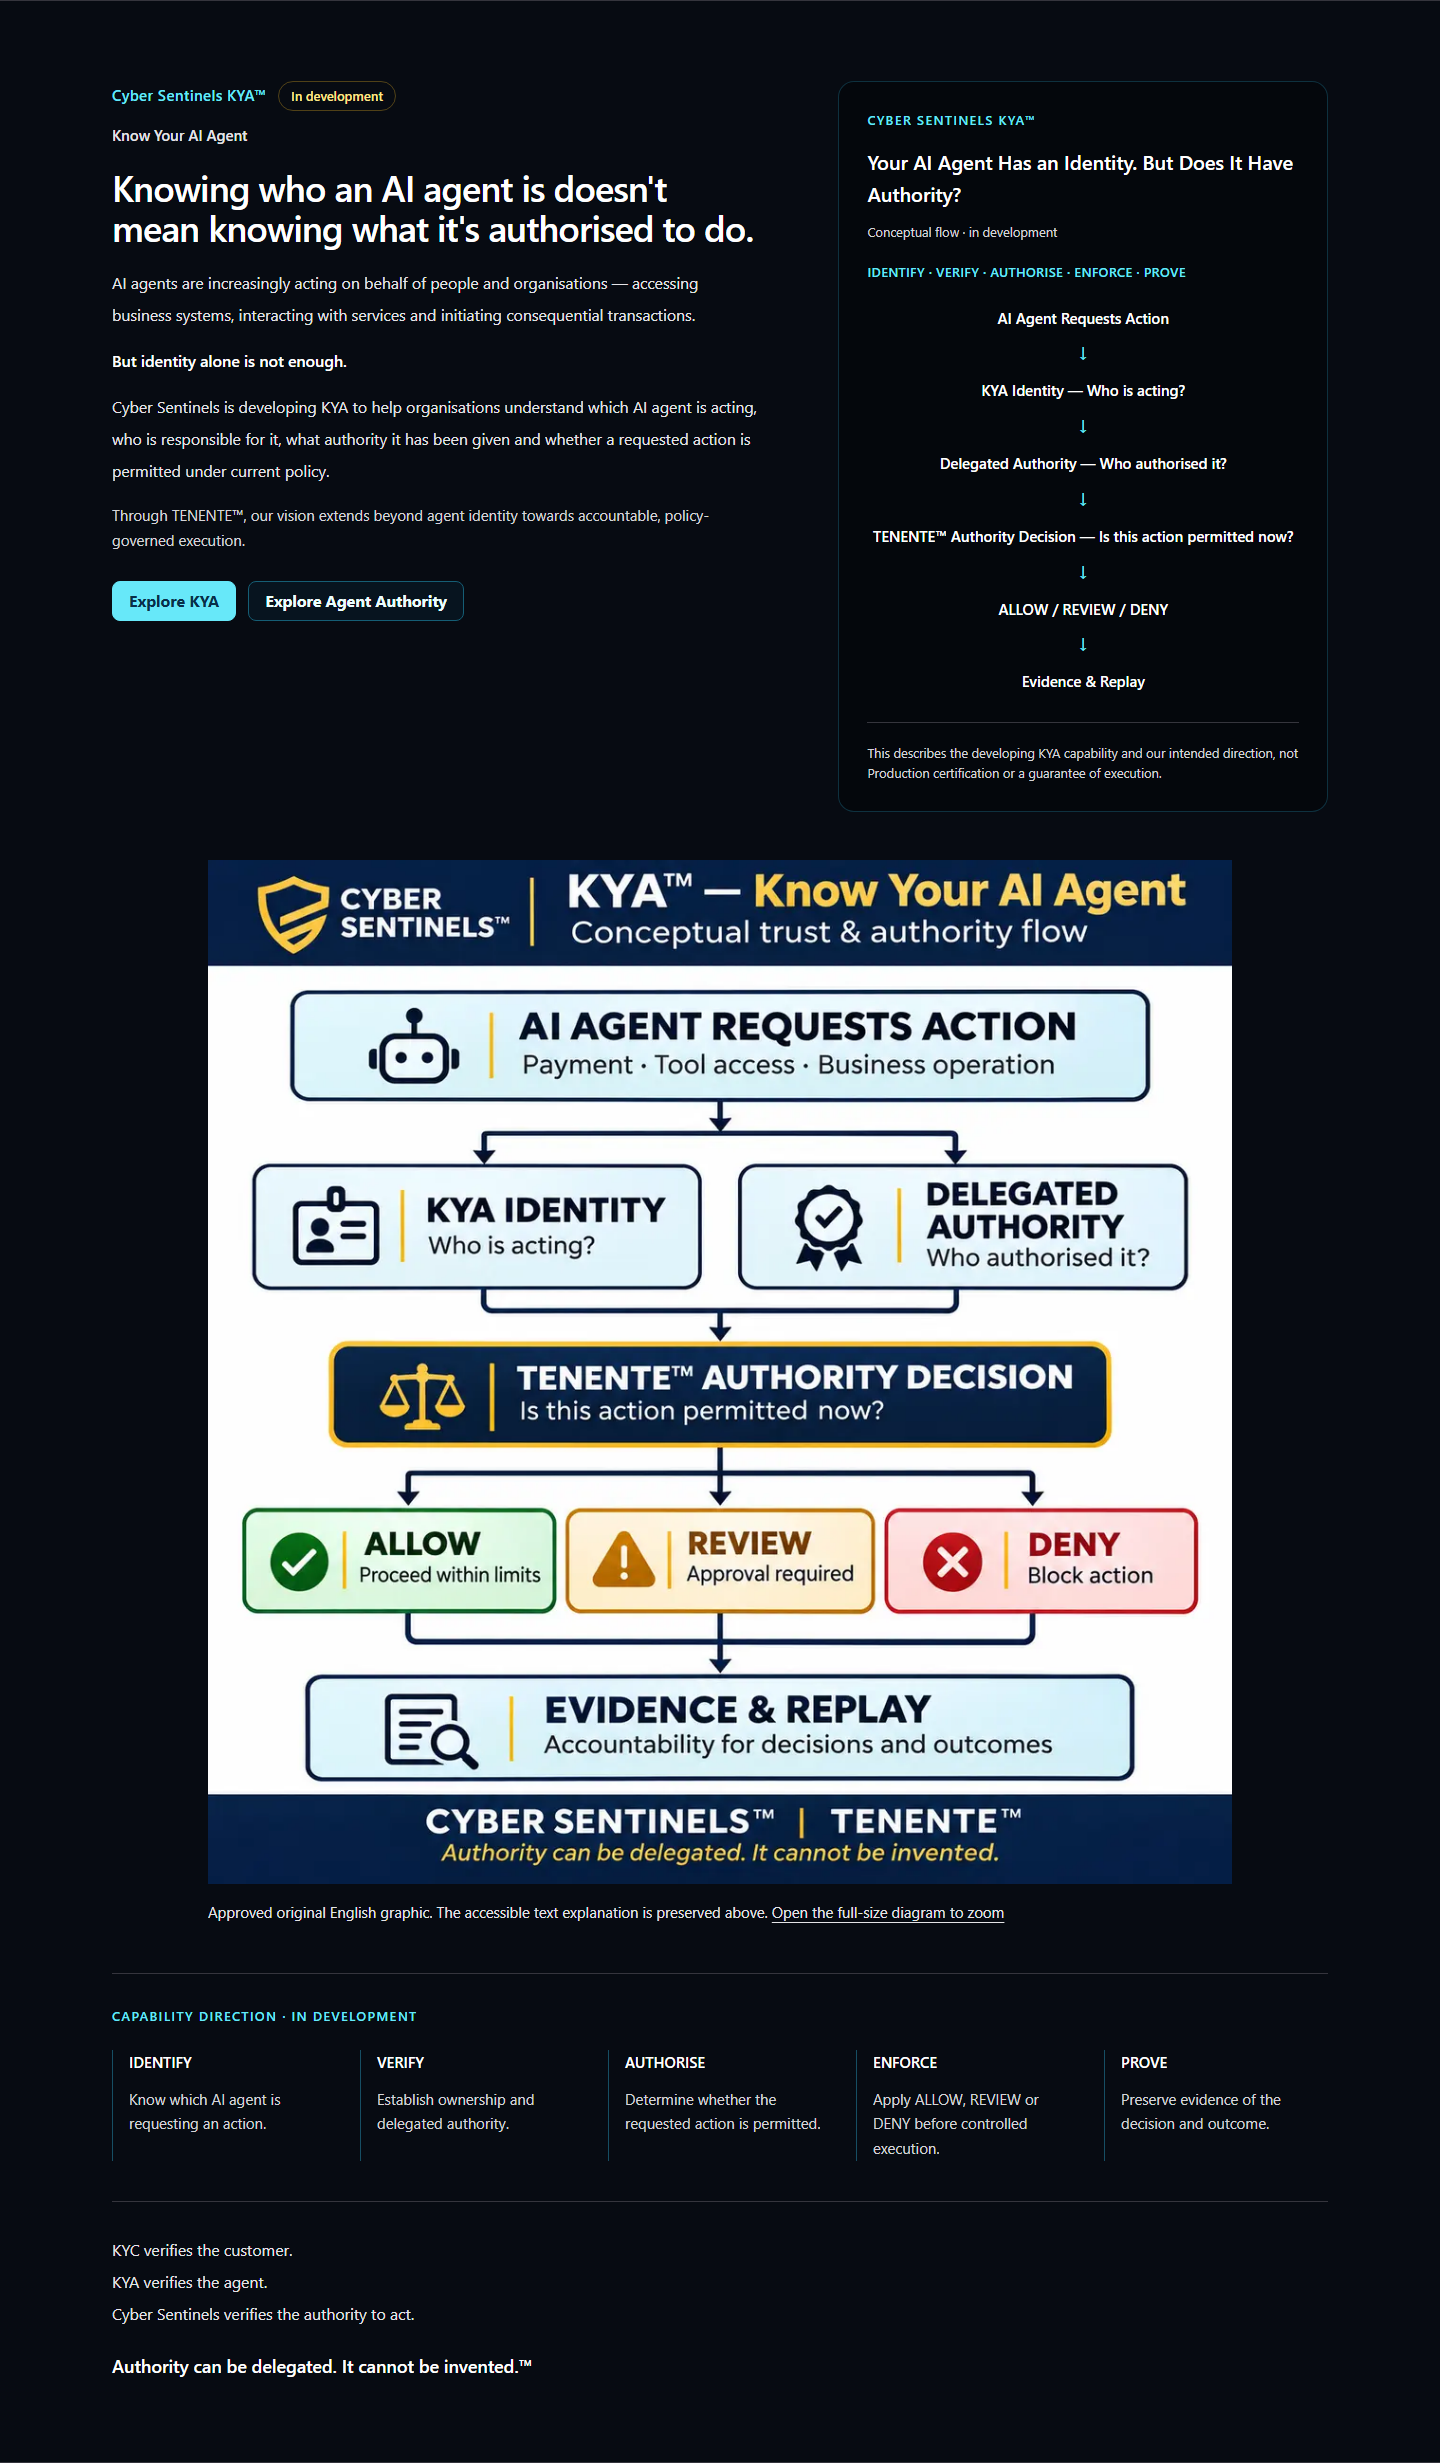 Cyber Sentinels KYA™
In development
Know Your AI Agent
Knowing who an AI agent is doesn't
mean knowing what it's authorised to do.
AI agents are increasingly acting on behalf of people and organisations — accessing
business systems, interacting with services and initiating consequential transactions.
But identity alone is not enough.
Cyber Sentinels is developing KYA to help organisations understand which AI agent is acting,
who is responsible for it, what authority it has been given and whether a requested action is
permitted under current policy.
Through TENENTE™, our vision extends beyond agent identity towards accountable, policy-
governed execution.
Explore KYA
Explore Agent Authority
CYBER SENTINELS KYA™
Your AI Agent Has an Identity. But Does It Have
Authority?
Conceptual flow · in development
IDENTIFY · VERIFY · AUTHORISE · ENFORCE · PROVE
AI Agent Requests Action
↓
KYA Identity — Who is acting?
↓
Delegated Authority — Who authorised it?
↓
TENENTE™ Authority Decision — Is this action permitted now?
↓
ALLOW / REVIEW / DENY
↓
Evidence & Replay
This describes the developing KYA capability and our intended direction, not
Production certification or a guarantee of execution.
CYBER
SENTINELS™
KYA™ — Know Your AI Agent
Conceptual trust & authority flow
AI AGENT REQUESTS ACTION
Payment · Tool access · Business operation
KYA IDENTITY
Who is acting?
DELEGATED
AUTHORITY
Who authorised it?
TENENTE™ AUTHORITY DECISION
Is this action permitted now?
ALLOW
Proceed within limits
REVIEW
Approval required
DENY
Block action
EVIDENCE & REPLAY
Accountability for decisions and outcomes
CYBER SENTINELS™ | TENENTE™
Authority can be delegated. It cannot be invented.
Approved original English graphic. The accessible text explanation is preserved above. Open the full-size diagram to zoom
CAPABILITY DIRECTION · IN DEVELOPMENT
IDENTIFY
Know which AI agent is
requesting an action.
VERIFY
Establish ownership and
delegated authority.
AUTHORISE
Determine whether the
requested action is permitted.
ENFORCE
Apply ALLOW, REVIEW or
DENY before controlled
execution.
PROVE
Preserve evidence of the
decision and outcome.
KYC verifies the customer.
KYA verifies the agent.
Cyber Sentinels verifies the authority to act.
Authority can be delegated. It cannot be invented.™